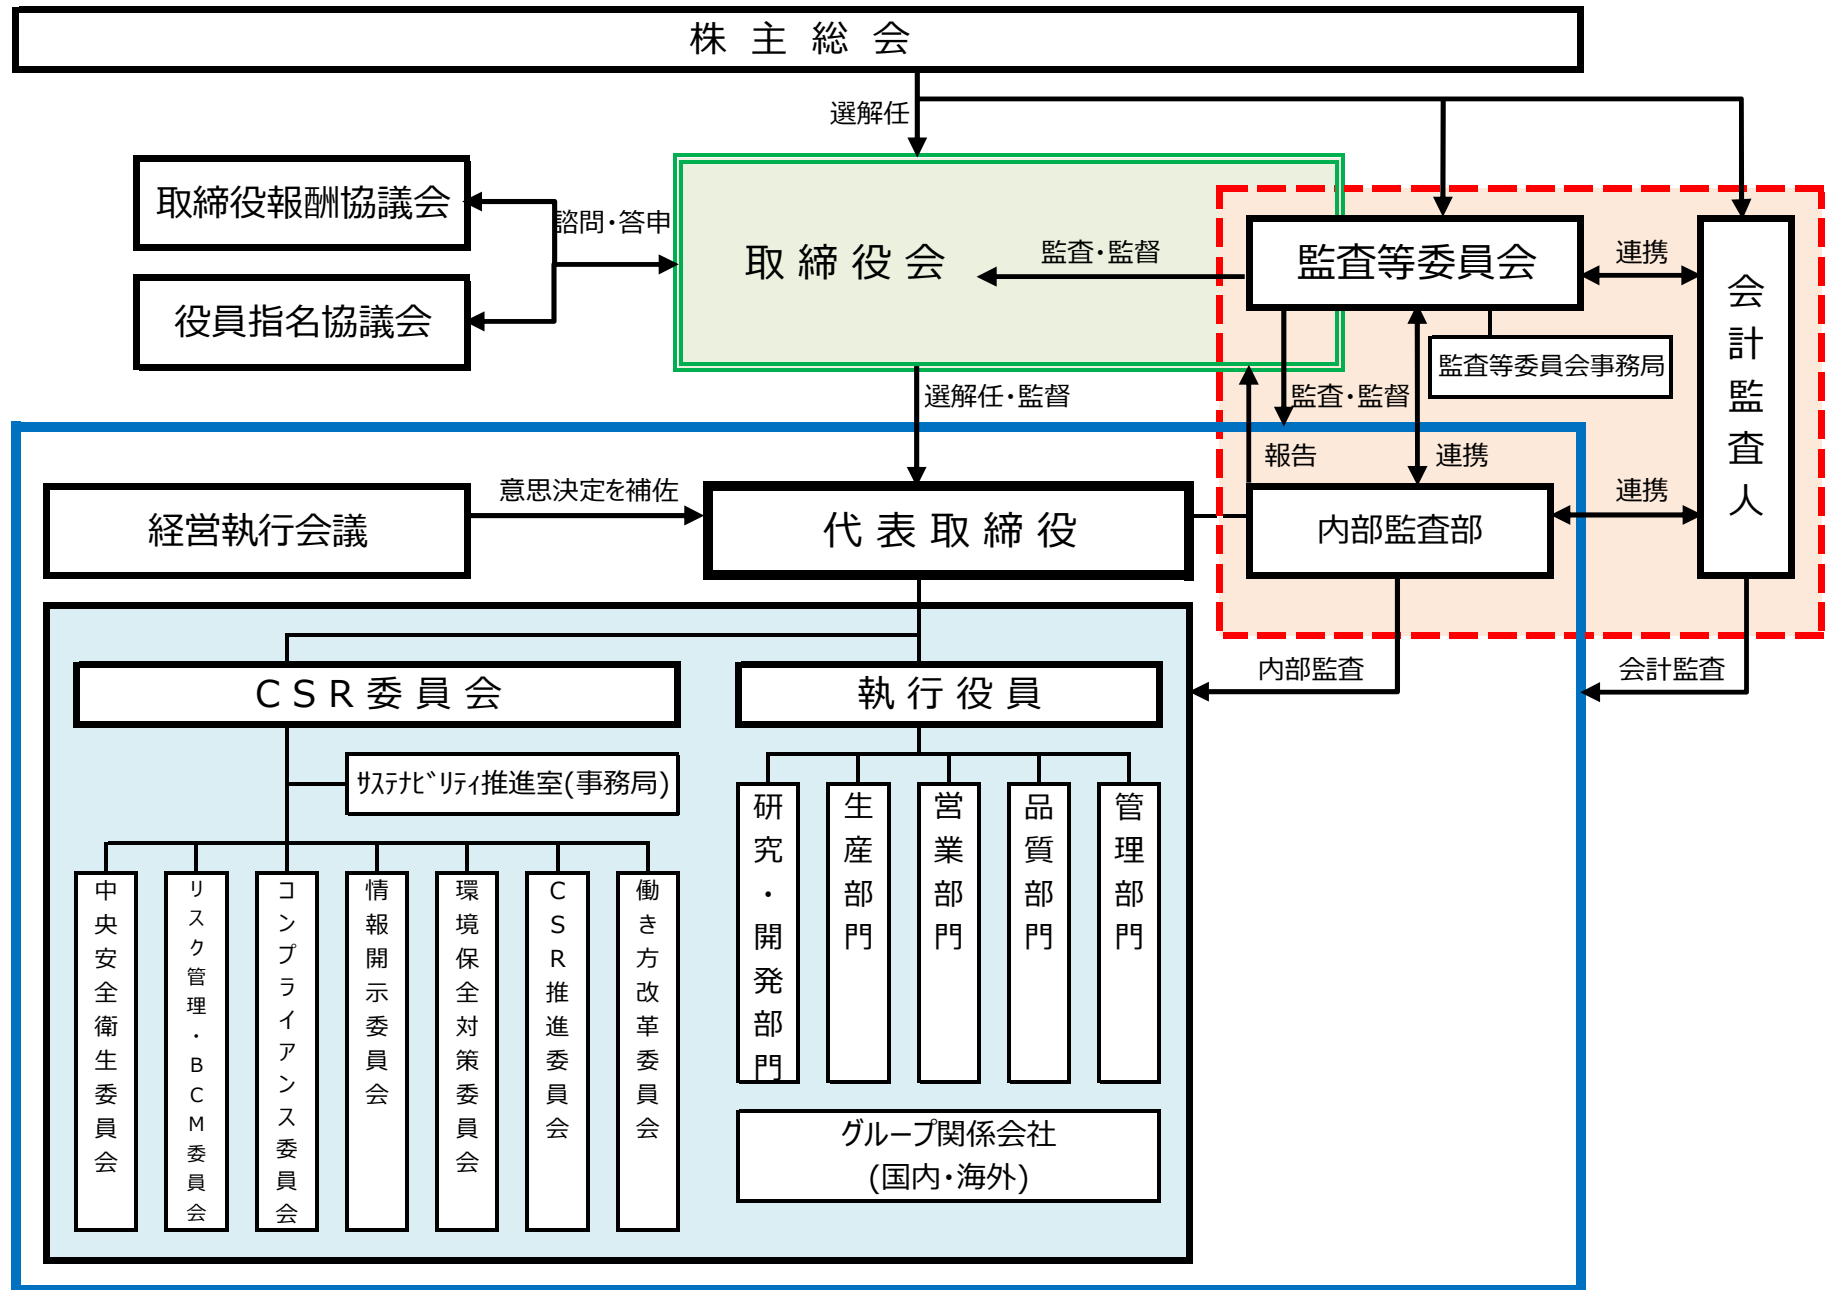 株主総会
選解任
取締役報酬協議会
諮問・答申
役員指名協議会
取締役会
監査・監督
監査等委員会
連携
会計監査人
監査等委員会事務局
選解任・監督
監査・監督
報告
連携
連携
経営執行会議
意思決定を補佐
代表取締役
内部監査部
内部監査
会計監査
CSR委員会
執行役員
ｻｽﾃﾅﾋﾞﾘﾃｨ推進室(事務局)
中央安全衛生委員会
リスク管理・BCM委員会
コンプライアンス委員会
情報開示委員会
環境保全対策委員会
CSR推進委員会
働き方改革委員会
研究・開発部門
生産部門
営業部門
品質部門
管理部門
グループ関係会社
(国内・海外)